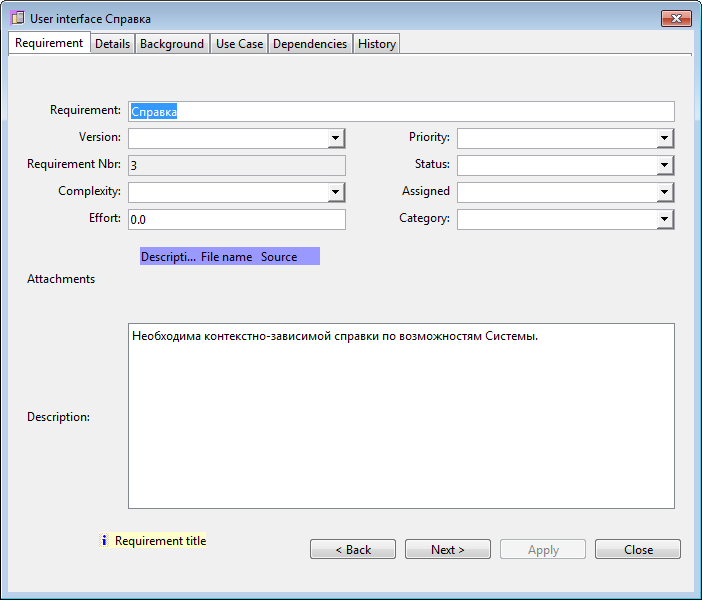 User interface Справка
Requirement Details Background Use Case Dependencies History
Requirement: Справка
Version: Priority:
Requirement Nbr: 3 Status:
Complexity: Assigned
Effort: 0.0 Category:
Descripti... File name Source
Attachments
Необходима контекстно-зависимой справки по возможностям Системы.
Description:
i Requirement title
< Back Next > Apply Close